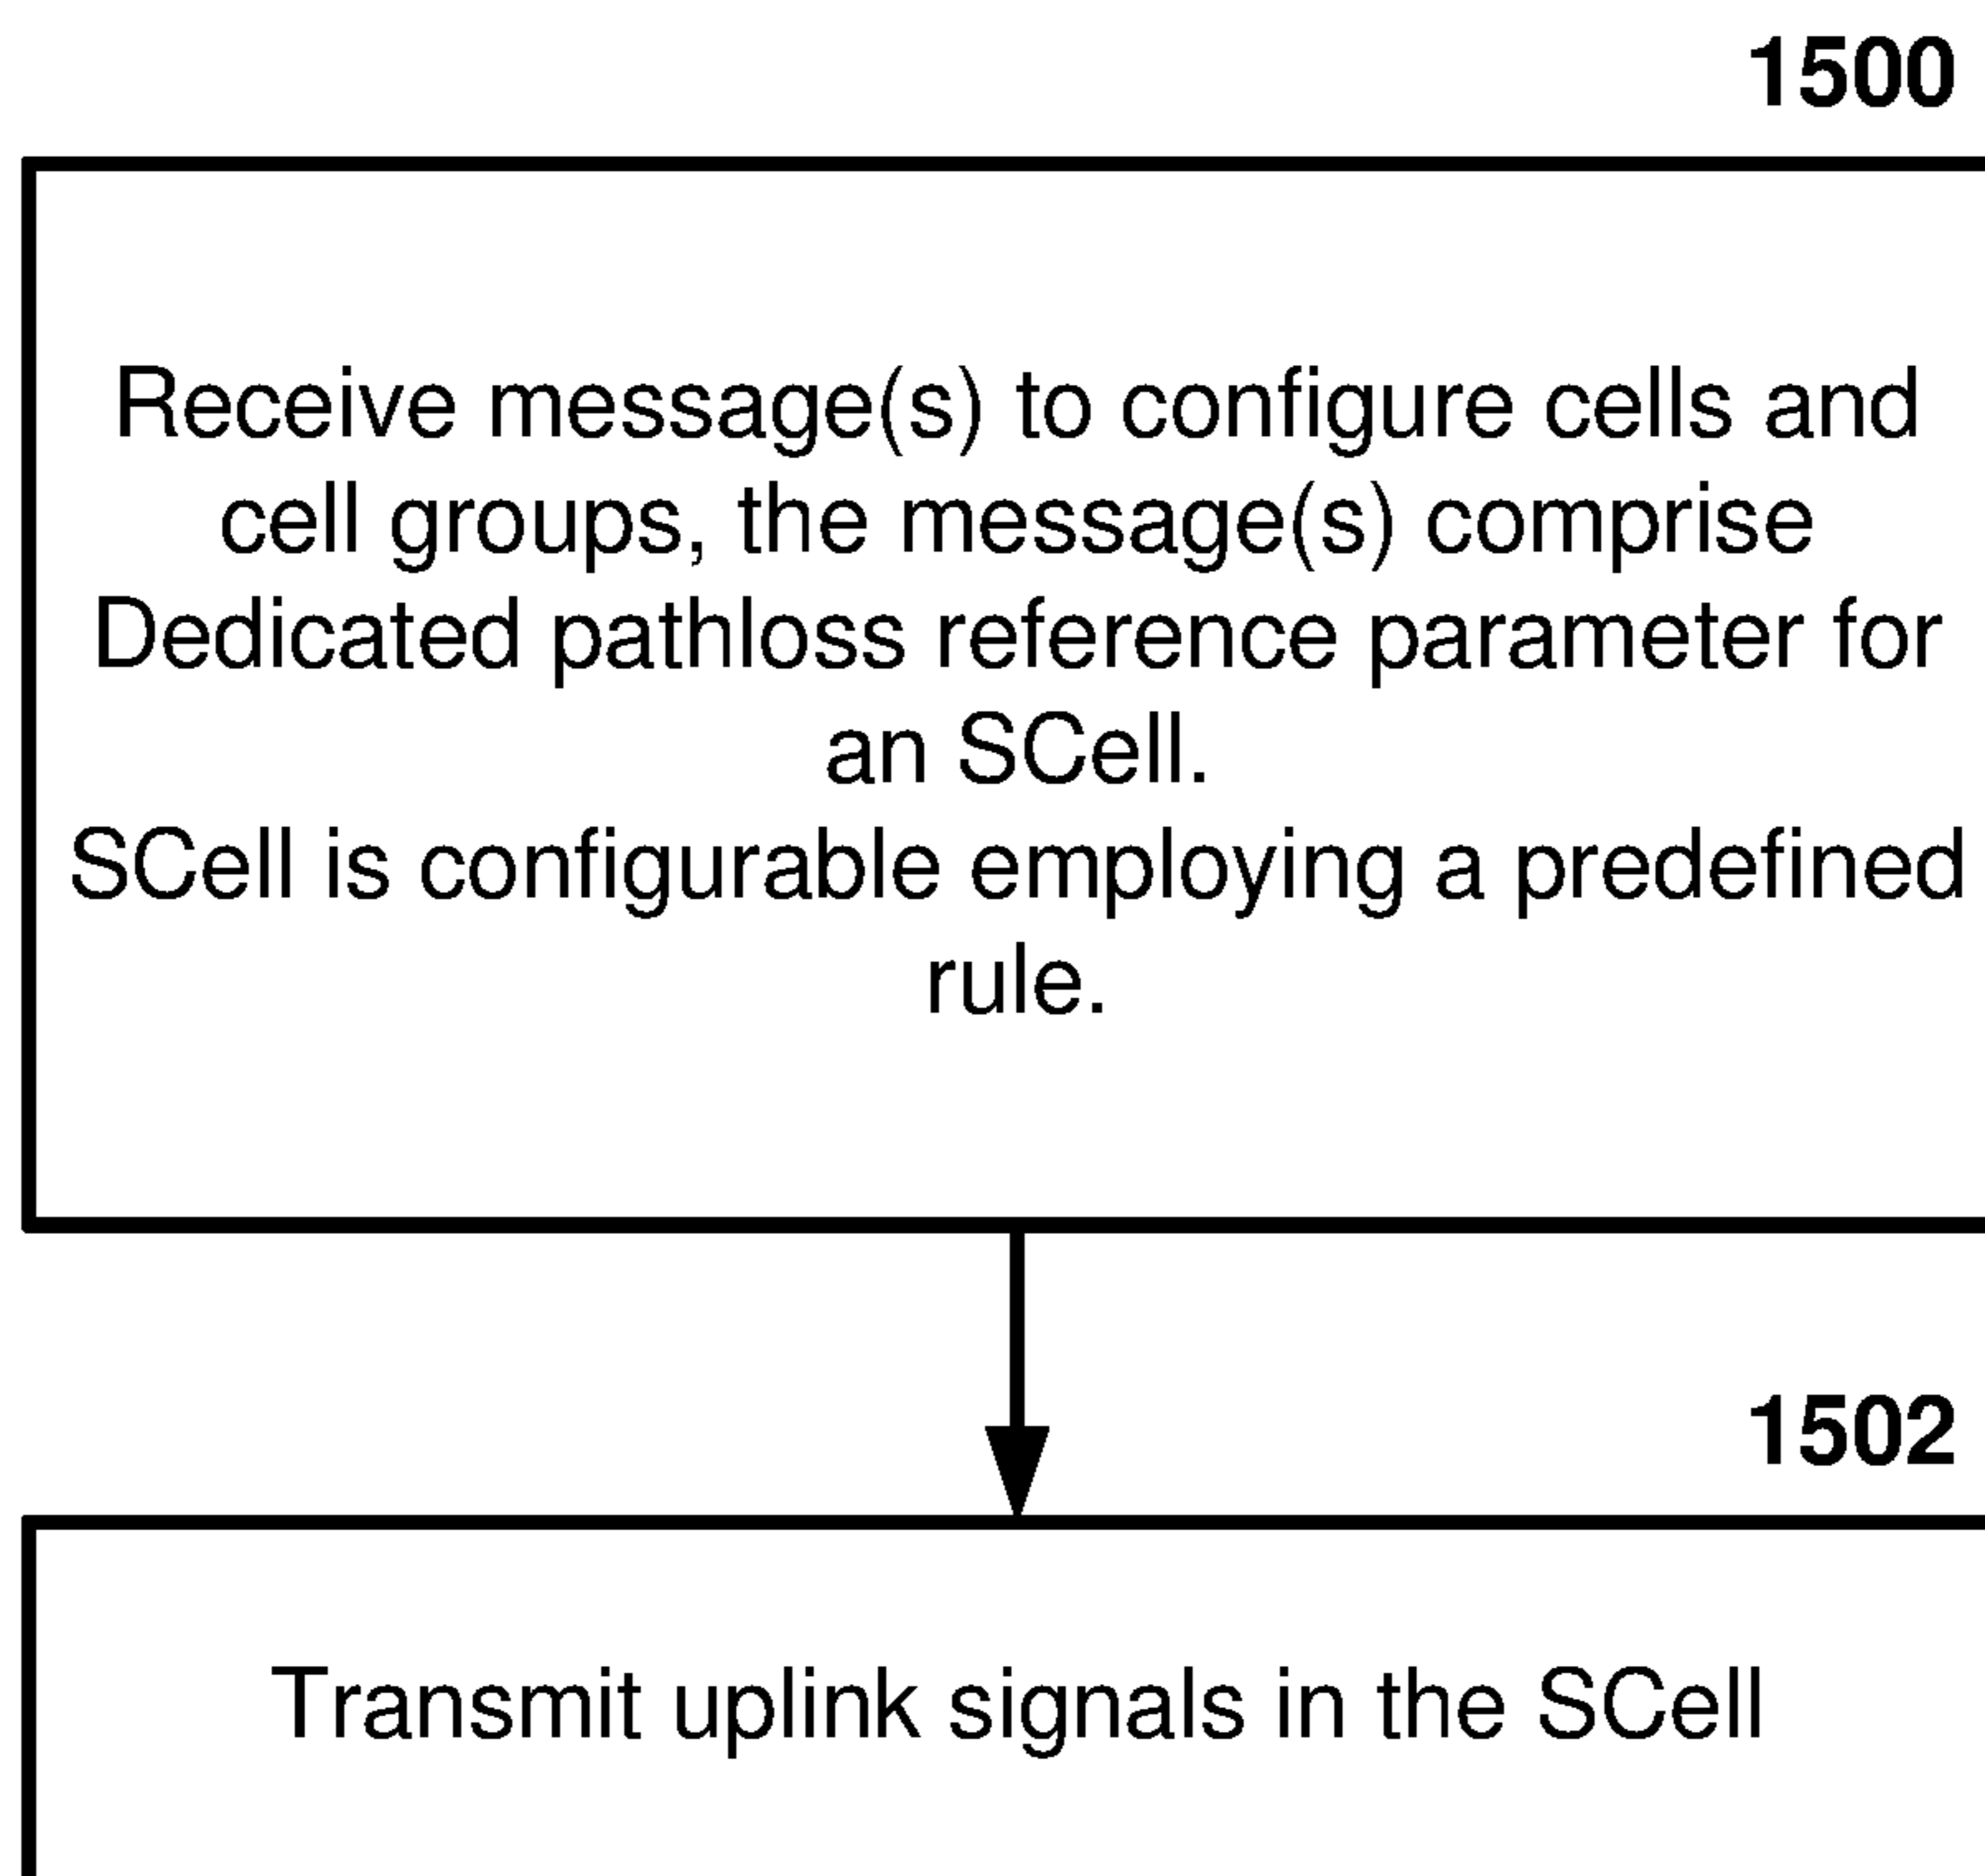 1500
Receive message(s) to configure cells and
cell groups, the message(s) comprise
Dedicated pathloss reference parameter for
an SCell.
SCell is configurable employing a predefined
rule.
1502
Transmit uplink signals in the SCell